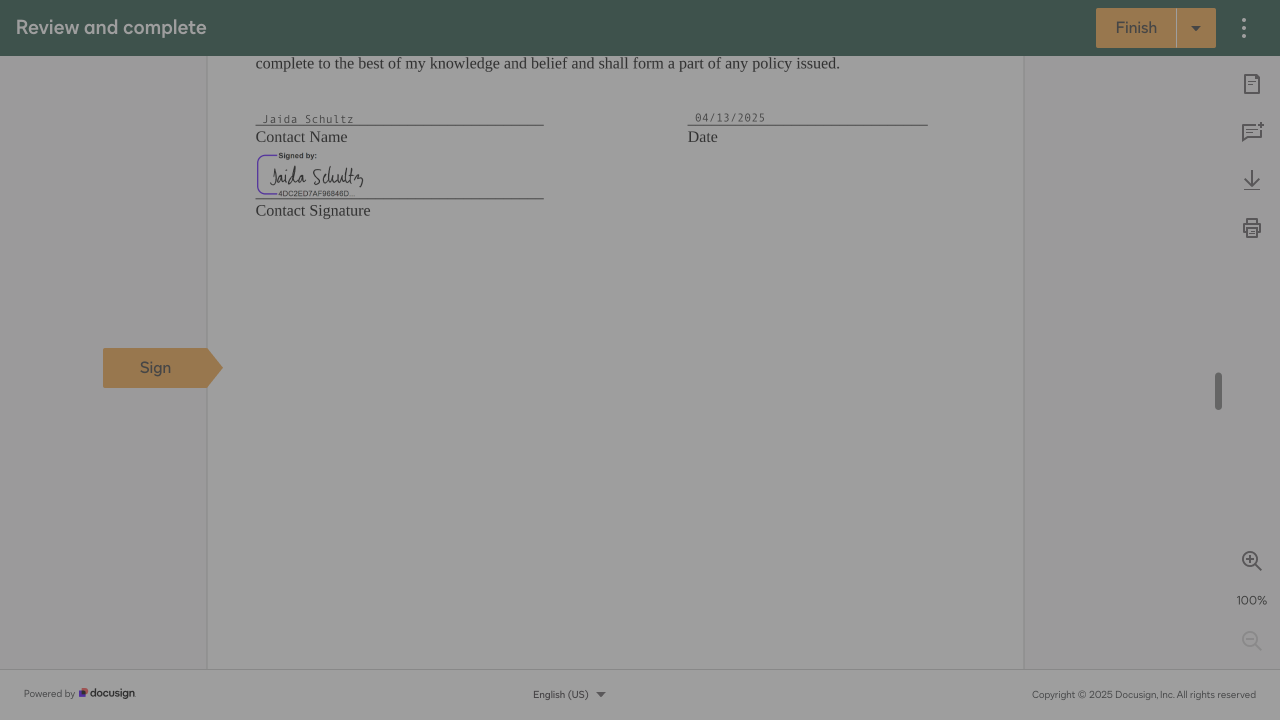 Review and complete
Finish
complete to the best of my knowledge and belief and shall form a part of any policy issued.
Jaida Schultz
04/13/2025
Contact Name
Date
Signed by:
Jaida Schultz
4DC2ED7AF96846D...
Contact Signature
Sign
100%
Powered by docusign
English (US)
Copyright © 2025 Docusign, Inc. All rights reserved